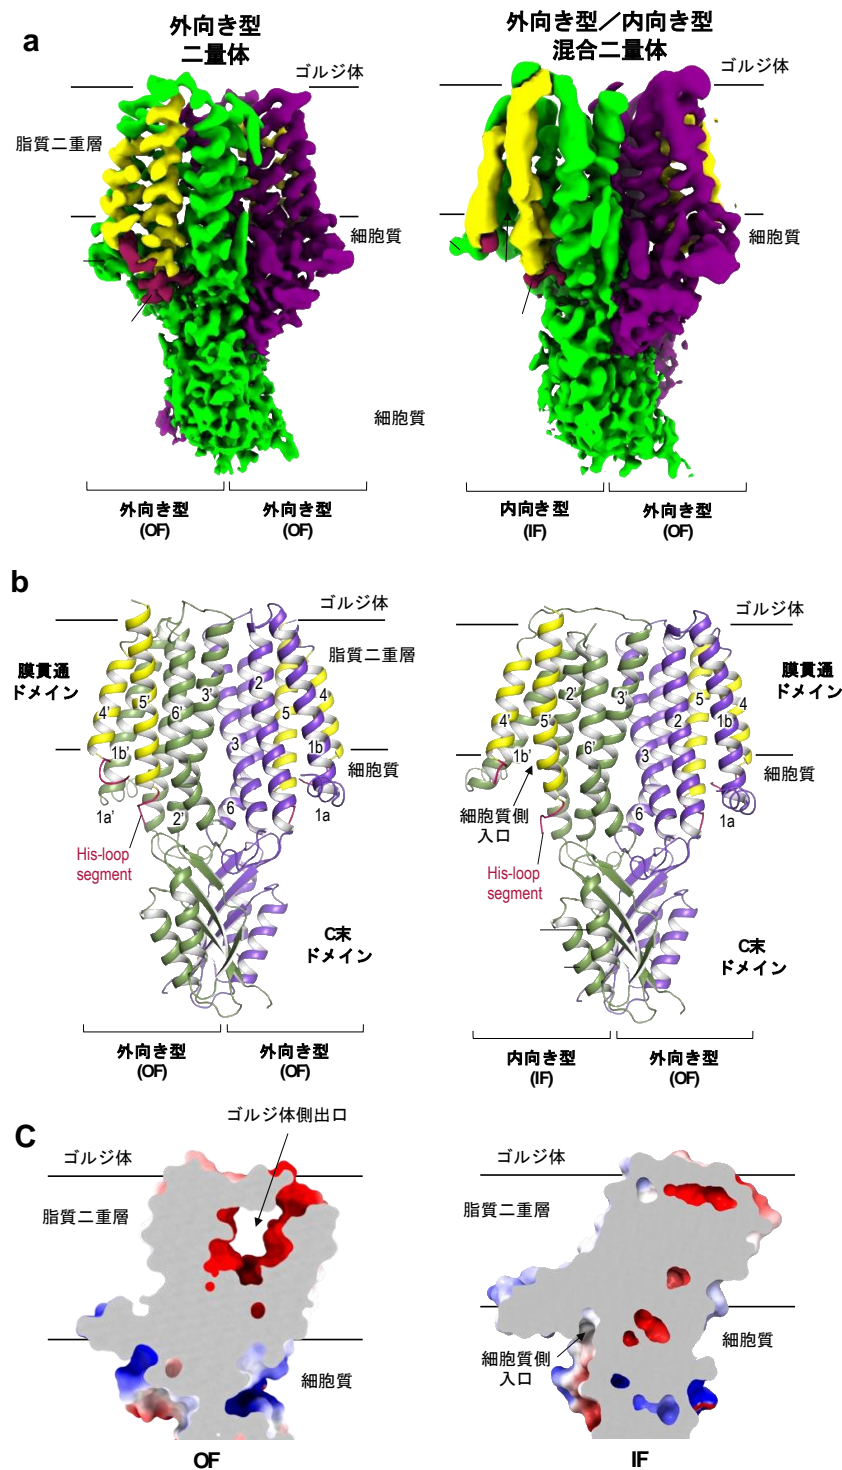 a
外向き型
二量体
外向き型／内向き型
混合二量体
ゴルジ体
ゴルジ体
脂質二重層
細胞質
細胞質
細胞質
外向き型
(OF)
外向き型
(OF)
内向き型
(IF)
外向き型
(OF)
b
ゴルジ体
ゴルジ体
脂質二重層
膜貫通
ドメイン
膜貫通
ドメイン
4'
5'
6'
3'
2
5
4
1b'
3
1b
細胞質
1a'
2'
6
1a
His-loop
segment
C末
ドメイン
4'
5'
2'
3'
2
5
4
1b
1b'
6'
3
細胞質
細胞質側
入口
6
1a
His-loop
segment
C末
ドメイン
外向き型
(OF)
外向き型
(OF)
内向き型
(IF)
外向き型
(OF)
C
ゴルジ体側出口
ゴルジ体
ゴルジ体
脂質二重層
脂質二重層
細胞質
細胞質
細胞質側
入口
OF
IF